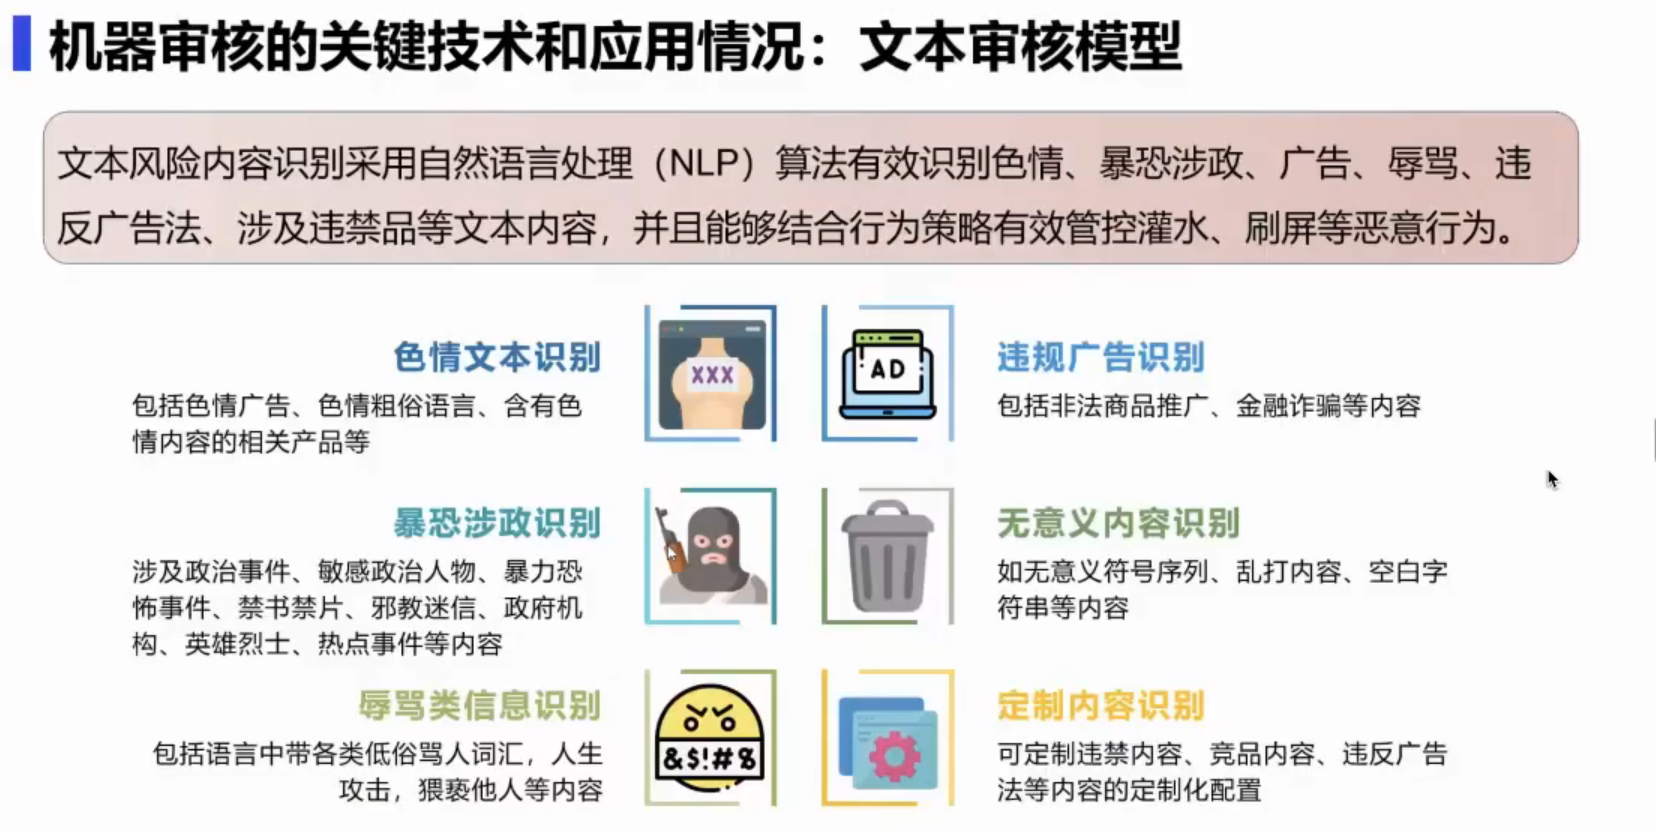 机器审核的关键技术和应用情况：文本审核模型
文本风险内容识别采用自然语言处理（NLP）算法有效识别色情、暴恐涉政、广告、辱骂、违
反广告法、涉及违禁品等文本内容，并且能够结合行为策略有效管控灌水、刷屏等恶意行为。
色情文本识别
包括色情广告、色情粗俗语言、含有色
情内容的相关产品等
XXX
AD
违规广告识别
包括非法商品推广、金融诈骗等内容
暴恐涉政识别
涉及政治事件、敏感政治人物、暴力恐
怖事件、禁书禁片、邪教迷信、政府机
构、英雄烈士、热点事件等内容
无意义内容识别
如无意义符号序列、乱打内容、空白字
符串等内容
辱骂类信息识别
包括语言中带各类低俗骂人词汇，人生
攻击，猥亵他人等内容
&$!#%
定制内容识别
可定制违禁内容、竞品内容、违反广告
法等内容的定制化配置